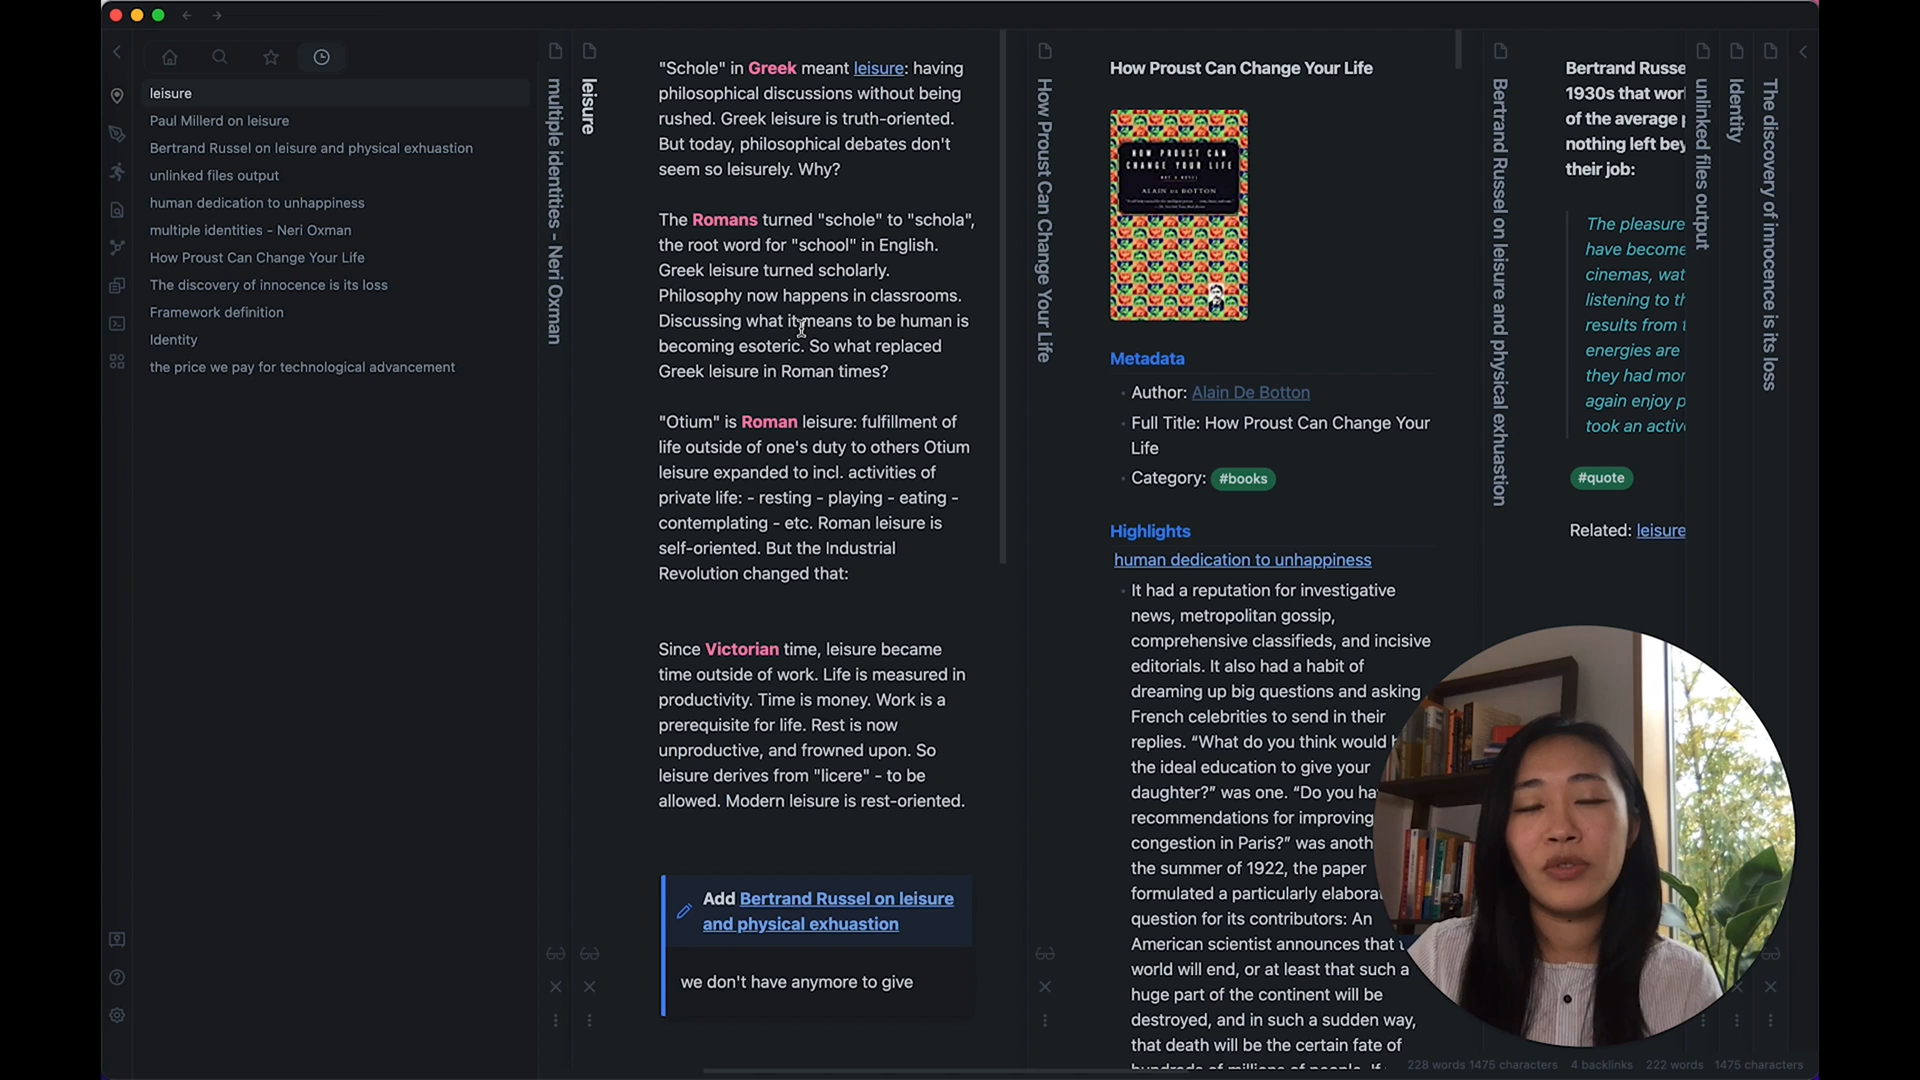 leisure
Paul Millerd on leisure
Bertrand Russel on leisure and physical exhuastion
unlinked files output
human dedication to unhappiness
multiple identities - Neri Oxman
How Proust Can Change Your Life
The discovery of innocence is its loss
Framework definition
Identity
the price we pay for technological advancement
multiple identities - Neri Oxman
leisure
"Schole" in Greek meant leisure: having
philosophical discussions without being
rushed. Greek leisure is truth-oriented.
But today, philosophical debates don't
seem so leisurely. Why?
The Romans turned "schole" to "schola",
the root word for "school" in English.
Greek leisure turned scholarly.
Philosophy now happens in classrooms.
Discussing what it means to be human is
becoming esoteric. So what replaced
Greek leisure in Roman times?
"Otium" is Roman leisure: fulfillment of
life outside of one's duty to others Otium
leisure expanded to incl. activities of
private life: - resting - playing - eating -
contemplating - etc. Roman leisure is
self-oriented. But the Industrial
Revolution changed that:
Since Victorian time, leisure became
time outside of work. Life is measured in
productivity. Time is money. Work is a
prerequisite for life. Rest is now
unproductive, and frowned upon. So
leisure derives from "licere" - to be
allowed. Modern leisure is rest-oriented.
Add Bertrand Russel on leisure
and physical exhuastion
we don't have anymore to give
How Proust Can Change Your Life
How Proust Can Change Your Life
HOW PROUST CAN
CHANGE YOUR LIFE
NOT A NOVEL
ALAIN DE BOTTON
Metadata
Author: Alain De Botton
Full Title: How Proust Can Change Your
Life
Category: #books
Highlights
human dedication to unhappiness
It had a reputation for investigative
news, metropolitan gossip,
comprehensive classifieds, and incisive
editorials. It also had a habit of
dreaming up big questions and asking
French celebrities to send in their
replies. “What do you think would
the ideal education to give your
daughter?” was one. “Do you
recommendations for improving
congestion in Paris?” was
the summer of 1922, the paper
formulated a particularly
question for its contributors: An
American scientist announces that
world will end, or at least that such a
huge part of the continent will be
destroyed, and in such a sudden way,
that death will be the certain fate of
hundreds of millions of people. If
Bertrand Russel on leisure and physical exhuastion
Bertrand Russe
1930s that wor
of the average
nothing left bey
their job:
The pleasure
have become
cinemas, wat
listening to th
results from
energies are
they had mor
again enjoy p
took an activ
#quote
Related: leisure
unlinked files output
Identity
The discovery of innocence is its loss
228 words 1475 characters
4 backlinks
222 words
1475 characters